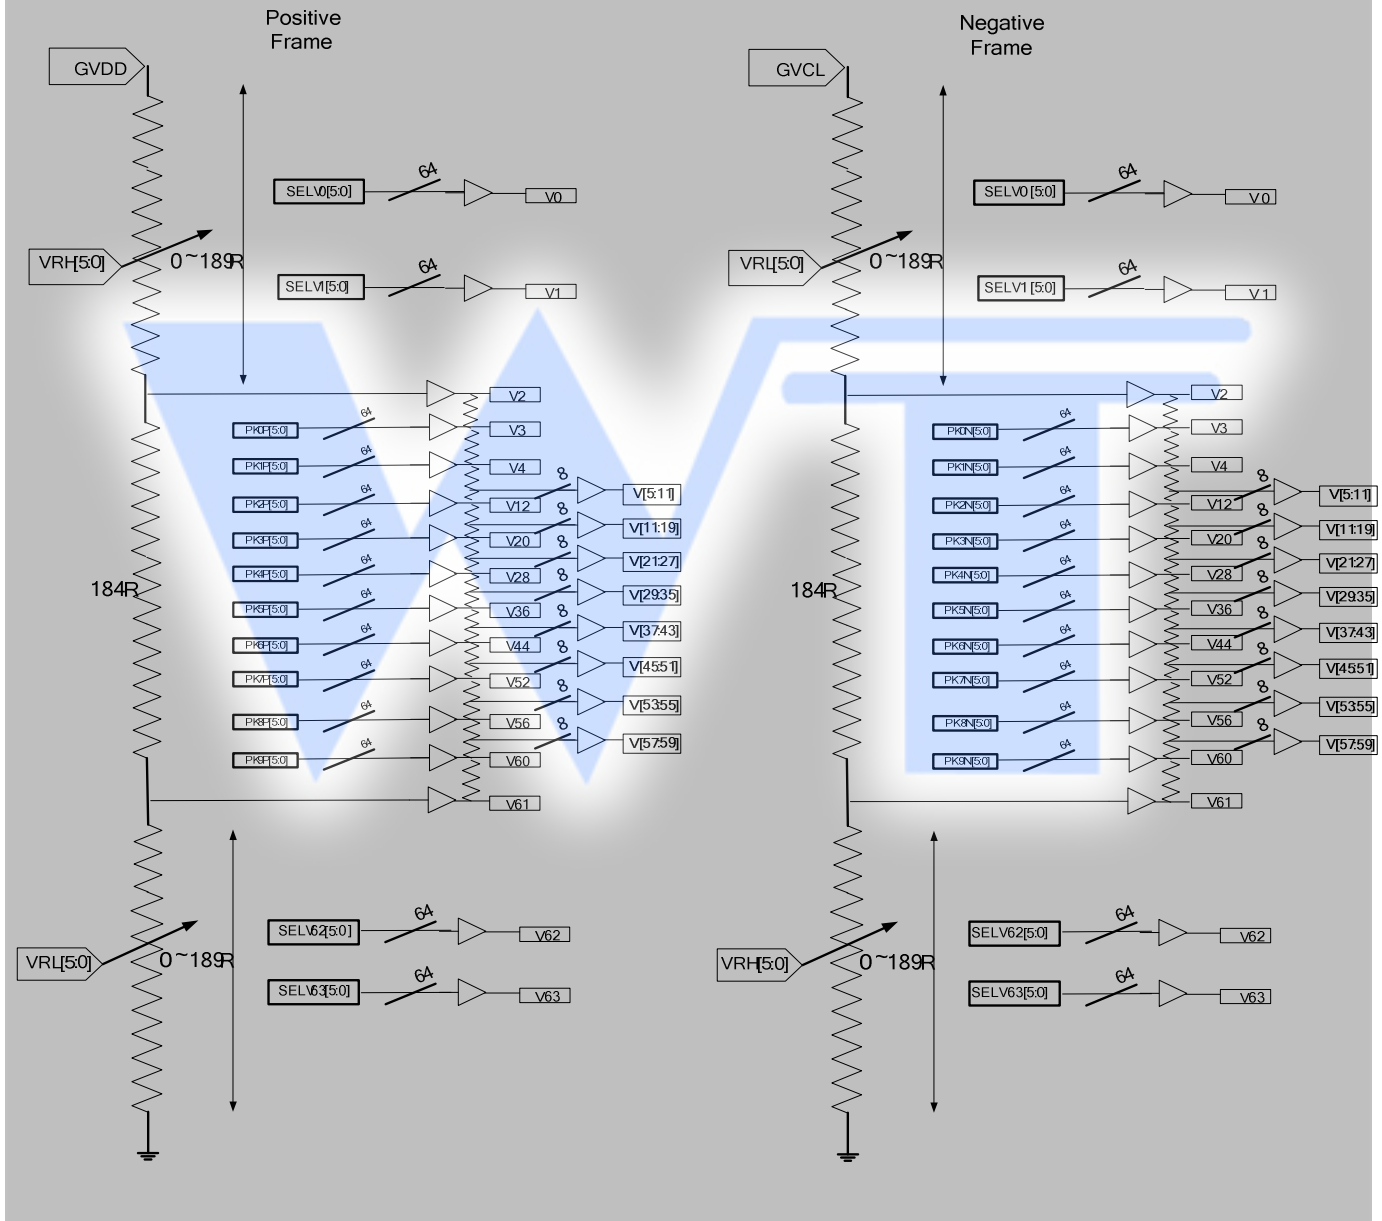 Positive
Frame
GVDD
SELV0[5:0]
64
V0
VRH[5:0]
0~189R
SELV1[5:0]
64
V1
V2
PK0P[5:0]
64
V3
PK1P[5:0]
64
V4
8
V[5:11]
PK2P[5:0]
64
V12
8
V[11:19]
PK3P[5:0]
64
V20
8
V[21:27]
PK4P[5:0]
64
V28
8
V[29:35]
184R
PK5P[5:0]
64
V36
8
V[37:43]
PK6P[5:0]
64
V44
8
V[45:51]
PK7P[5:0]
64
V52
8
V[53:55]
PK8P[5:0]
64
V56
8
V[57:59]
PK9P[5:0]
64
V60
V61
SELV62[5:0]
64
V62
VRL[5:0]
0~189R
SELV63[5:0]
64
V63
Negative
Frame
GVCL
SELV0[5:0]
64
V0
VRL[5:0]
0~189R
SELV1[5:0]
64
V1
V2
PK0N[5:0]
64
V3
PK1N[5:0]
64
V4
8
V[5:11]
PK2N[5:0]
64
V12
8
V[11:19]
PK3N[5:0]
64
V20
8
V[21:27]
PK4N[5:0]
64
V28
8
V[29:35]
184R
PK5N[5:0]
64
V36
8
V[37:43]
PK6N[5:0]
64
V44
8
V[45:51]
PK7N[5:0]
64
V52
8
V[53:55]
PK8N[5:0]
64
V56
8
V[57:59]
PK9N[5:0]
64
V60
V61
SELV62[5:0]
64
V62
VRH[5:0]
0~189R
SELV63[5:0]
64
V63